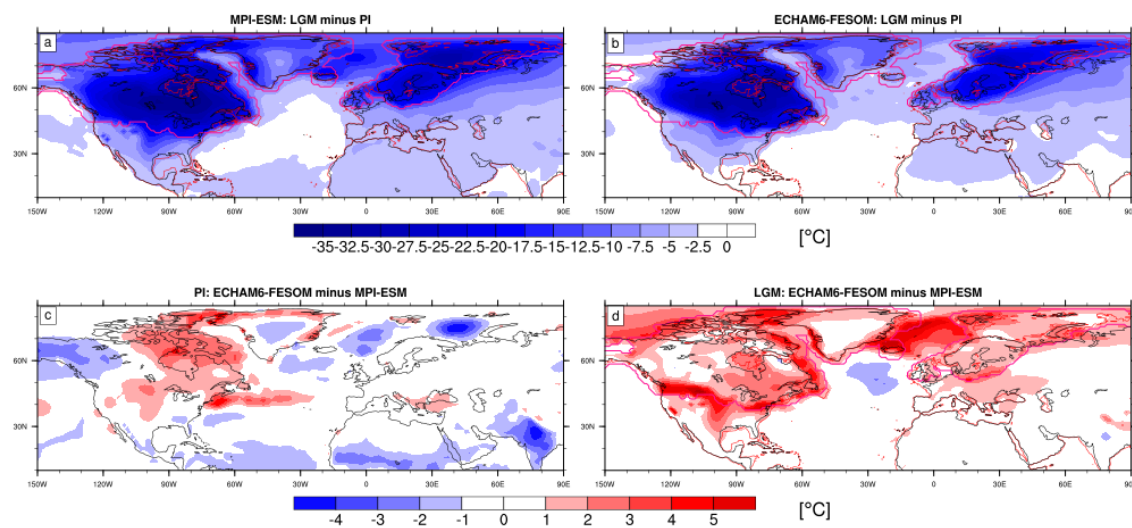 MPI-ESM: LGM minus PI
ECHAM6-FESOM: LGM minus PI
a
b
60N
30N
60N
30N
150W 120W 90W 60W 30W 0 30E 60E 90E
150W 120W 90W 60W 30W 0 30E 60E 90E
-35-32.5-30-27.5-25-22.5-20-17.5-15-12.5-10 -7.5 -5 -2.5 0
[°C]
PI: ECHAM6-FESOM minus MPI-ESM
LGM: ECHAM6-FESOM minus MPI-ESM
c
d
60N
30N
60N
30N
150W 120W 90W 60W 30W 0 30E 60E 90E
150W 120W 90W 60W 30W 0 30E 60E 90E
-4 -3 -2 -1 0 1 2 3 4 5
[°C]